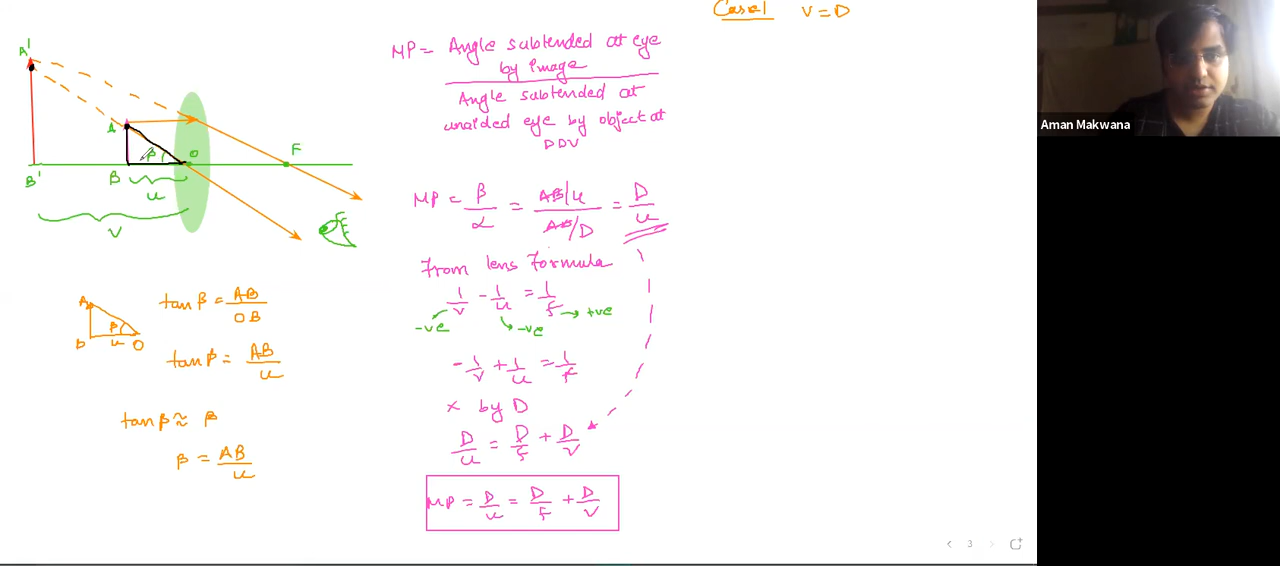 Case 1 V = D
Aman Makwana
A'
A
β
O
F
B'
B
u
V
MP = Angle subtended at eye
by image
Angle subtended at
unaided eye by object at
DDV
MP = β/α = AB/u / AB/D = D/u
From lens formula
1/v - 1/u = 1/f
-ve -ve +ve
-1/v + 1/u = 1/f
× by D
D/u = D/f + D/v
MP = D/u = D/f + D/v
A
β
B u O
tan β = AB/OB
tan β = AB/u
tan β ≈ β
β = AB/u
3